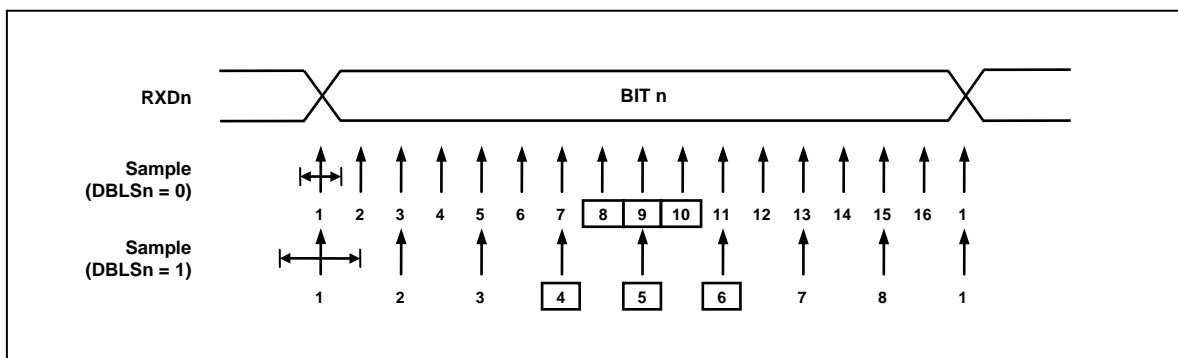 RXDn
BIT n
Sample
(DBLSn = 0)
1 2 3 4 5 6 7 8 9 10 11 12 13 14 15 16 1
Sample
(DBLSn = 1)
1 2 3 4 5 6 7 8 1